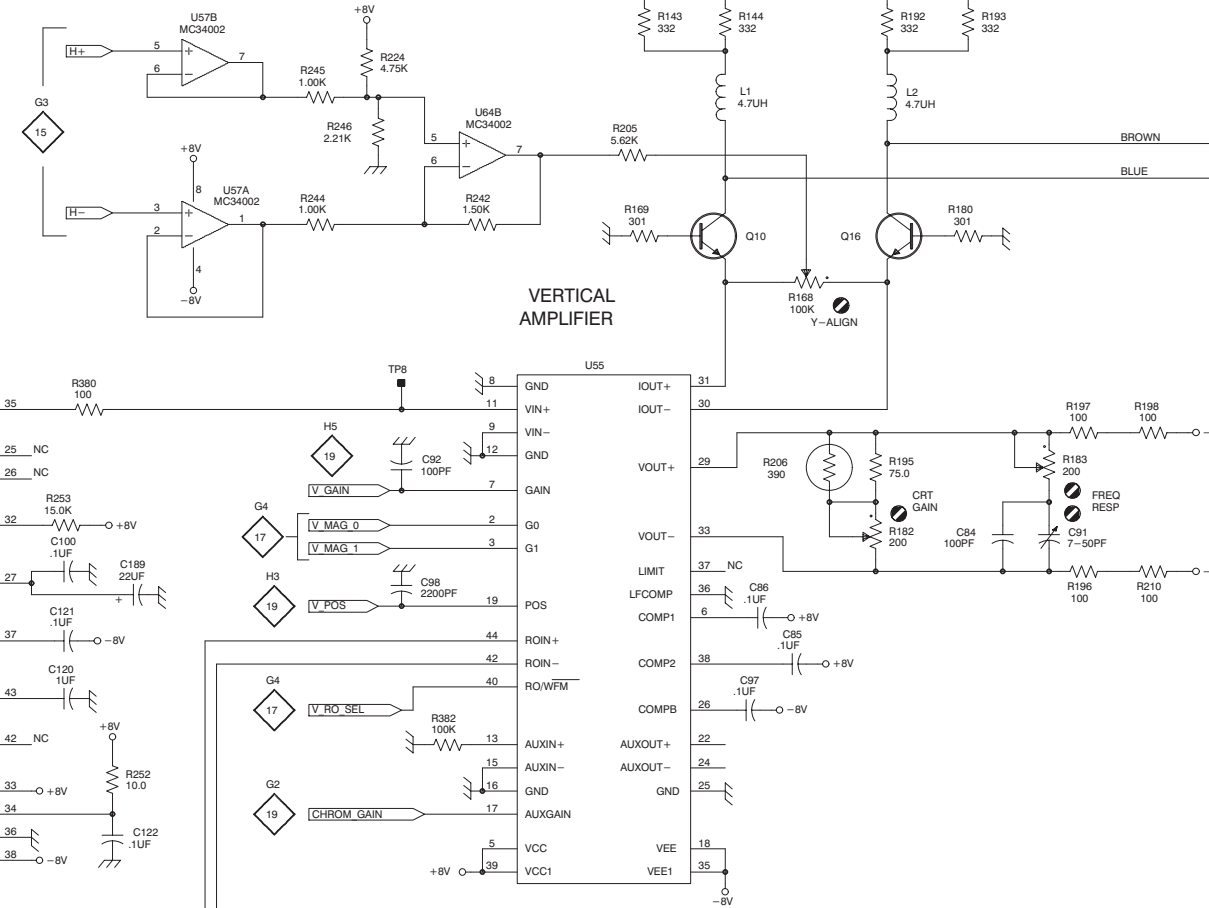 U57B
MC34002
+8V
R143
332
R144
332
R192
332
R193
332
H+
5
6
7
R224
4.75K
R245
1.00K
L1
4.7UH
L2
4.7UH
G3
15
R246
2.21K
U64B
MC34002
5
6
7
R205
5.62K
BROWN
BLUE
+8V
8
U57A
MC34002
H−
3
2
1
4
−8V
R244
1.00K
R242
1.50K
R169
301
Q10
Q16
R180
301
R168
100K
Y−ALIGN
VERTICAL
AMPLIFIER
U55
35
R380
100
TP8
8 GND
11 VIN+
9 VIN−
12 GND
7 GAIN
2 G0
3 G1
19 POS
44 ROIN+
42 ROIN−
40 RO/WFM
13 AUXIN+
15 AUXIN−
16 GND
17 AUXGAIN
5 VCC
39 VCC1
+8V
IOUT+ 31
IOUT− 30
VOUT+ 29
VOUT− 33
LIMIT 37 NC
LFCOMP 36
COMP1 6
COMP2 38
COMPB 26
AUXOUT+ 22
AUXOUT− 24
GND 25
VEE 18
VEE1 35
−8V
25 NC
26 NC
32
R253
15.0K
+8V
C100
.1UF
27
C189
22UF
+
C121
.1UF
37
−8V
C120
1UF
43
42 NC
+8V
R252
10.0
33
+8V
34
36
38
−8V
C122
.1UF
H5
19
C92
100PF
V_GAIN
G4
17
V_MAG_0
V_MAG_1
H3
19
C98
2200PF
V_POS
G4
17
V_RO_SEL
R382
100K
G2
19
CHROM_GAIN
R206
390
R195
75.0
CRT
GAIN
R182
200
R197
100
R198
100
R183
200
FREQ
RESP
C84
100PF
C91
7−50PF
R196
100
R210
100
C86
.1UF
+8V
C85
.1UF
+8V
C97
.1UF
−8V